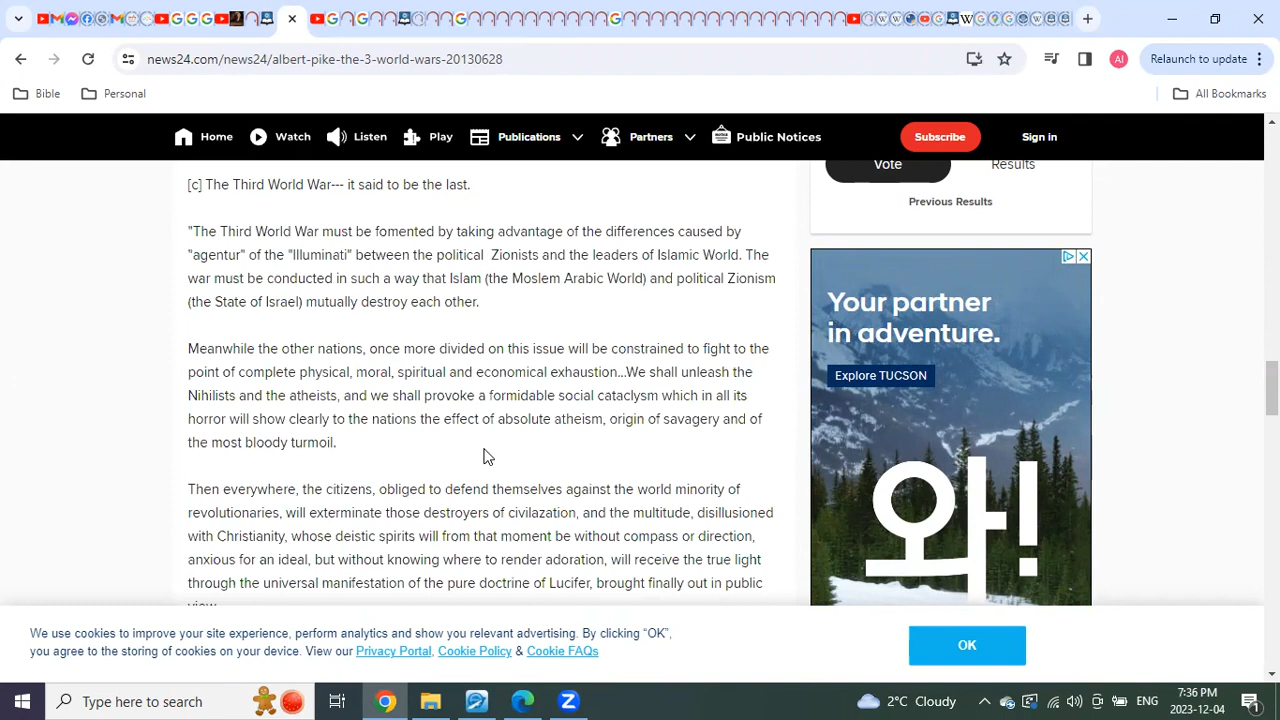 news24.com/news24/albert-pike-the-3-world-wars-20130628
AI
Relaunch to update
Bible
Personal
All Bookmarks
Home
Watch
Listen
Play
Publications
Partners
Public Notices
Subscribe
Sign in
[c] The Third World War--- it said to be the last.
"The Third World War must be fomented by taking advantage of the differences caused by
"agentur" of the "Illuminati" between the political Zionists and the leaders of Islamic World. The
war must be conducted in such a way that Islam (the Moslem Arabic World) and political Zionism
(the State of Israel) mutually destroy each other.
Meanwhile the other nations, once more divided on this issue will be constrained to fight to the
point of complete physical, moral, spiritual and economical exhaustion...We shall unleash the
Nihilists and the atheists, and we shall provoke a formidable social cataclysm which in all its
horror will show clearly to the nations the effect of absolute atheism, origin of savagery and of
the most bloody turmoil.
Then everywhere, the citizens, obliged to defend themselves against the world minority of
revolutionaries, will exterminate those destroyers of civilazation, and the multitude, disillusioned
with Christianity, whose deistic spirits will from that moment be without compass or direction,
anxious for an ideal, but without knowing where to render adoration, will receive the true light
through the universal manifestation of the pure doctrine of Lucifer, brought finally out in public
view.
Vote
Results
Previous Results
Your partner
in adventure.
Explore TUCSON
와!
We use cookies to improve your site experience, perform analytics and show you relevant advertising. By clicking “OK”,
you agree to the storing of cookies on your device. View our Privacy Portal, Cookie Policy & Cookie FAQs
OK
Type here to search
2°C Cloudy
ENG
7:36 PM
2023-12-04